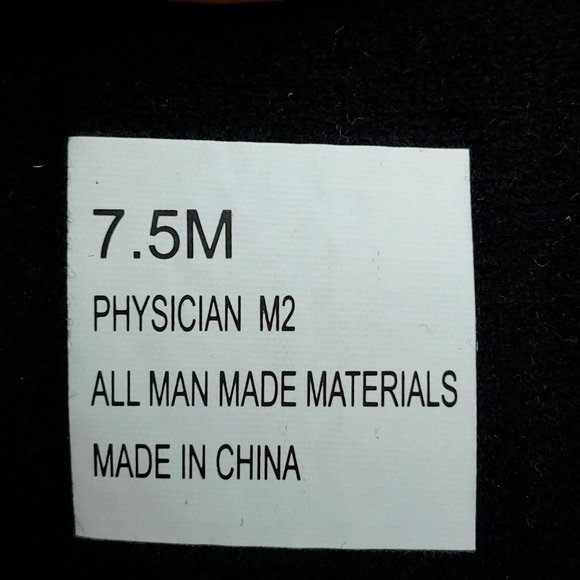 7.5M
PHYSICIAN M2
ALL MAN MADE MATERIALS
MADE IN CHINA